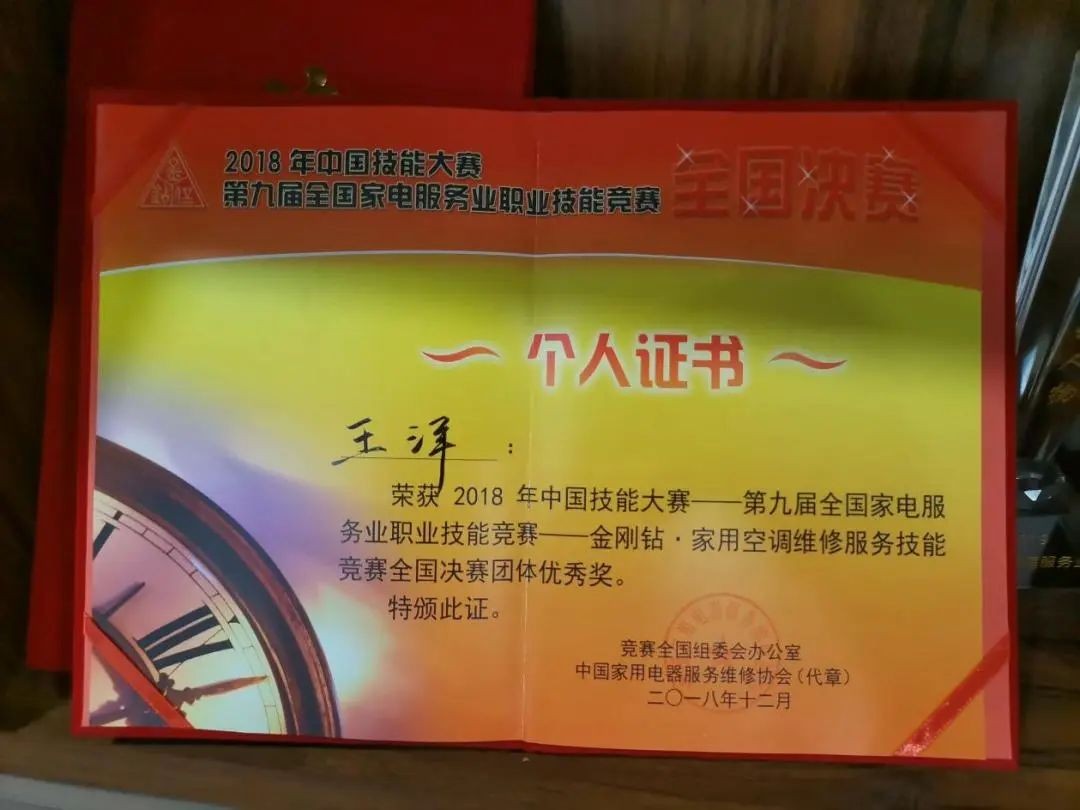 2018 年中国技能大赛
第九届全国家电服务业职业技能竞赛 全国决赛
个人证书
王洋：
荣获 2018 年中国技能大赛——第九届全国家电服
务业职业技能竞赛——金刚钻·家用空调维修服务技能
竞赛全国决赛团体优秀奖。
特颁此证。
竞赛全国组委会办公室
中国家用电器服务维修协会（代章）
二〇一八年十二月